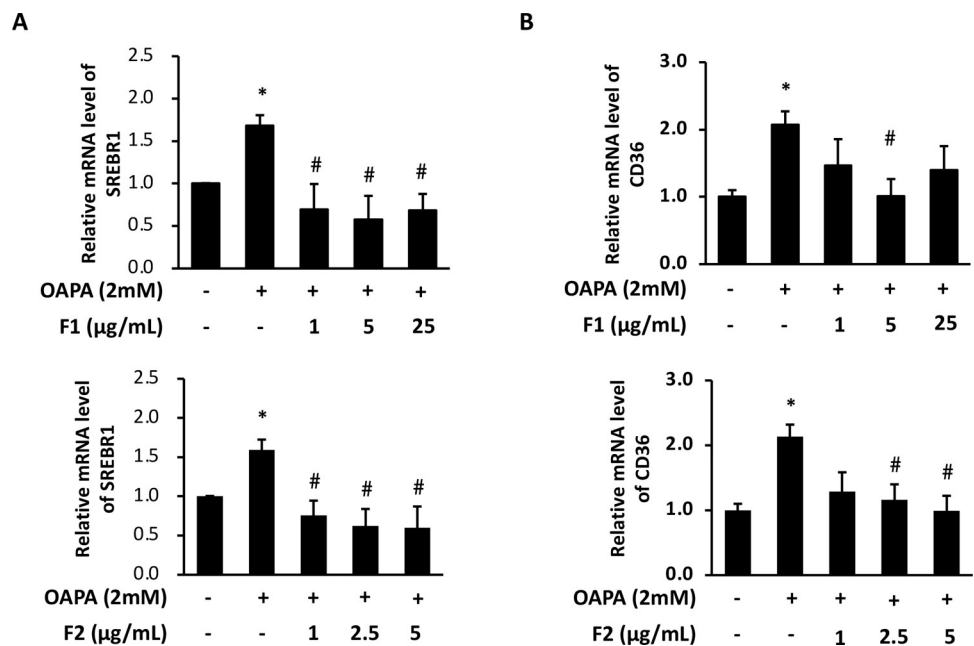 A
Relative mRNA level of
SREBR1
2.5
2.0
1.5
1.0
0.5
0.0
*
#
#
#
OAPA (2mM) - + + + +
F1 (µg/mL) - - 1 5 25
B
Relative mRNA level of
CD36
3.0
2.0
1.0
0.0
*
#
OAPA (2mM) - + + + +
F1 (µg/mL) - - 1 5 25
Relative mRNA level
of SREBR1
2.5
2.0
1.5
1.0
0.5
0.0
*
#
#
#
OAPA (2mM) - + + + +
F2 (µg/mL) - - 1 2.5 5
Relative mRNA level
of CD36
3.0
2.0
1.0
0.0
*
#
#
OAPA (2mM) - + + + +
F2 (µg/mL) - - 1 2.5 5